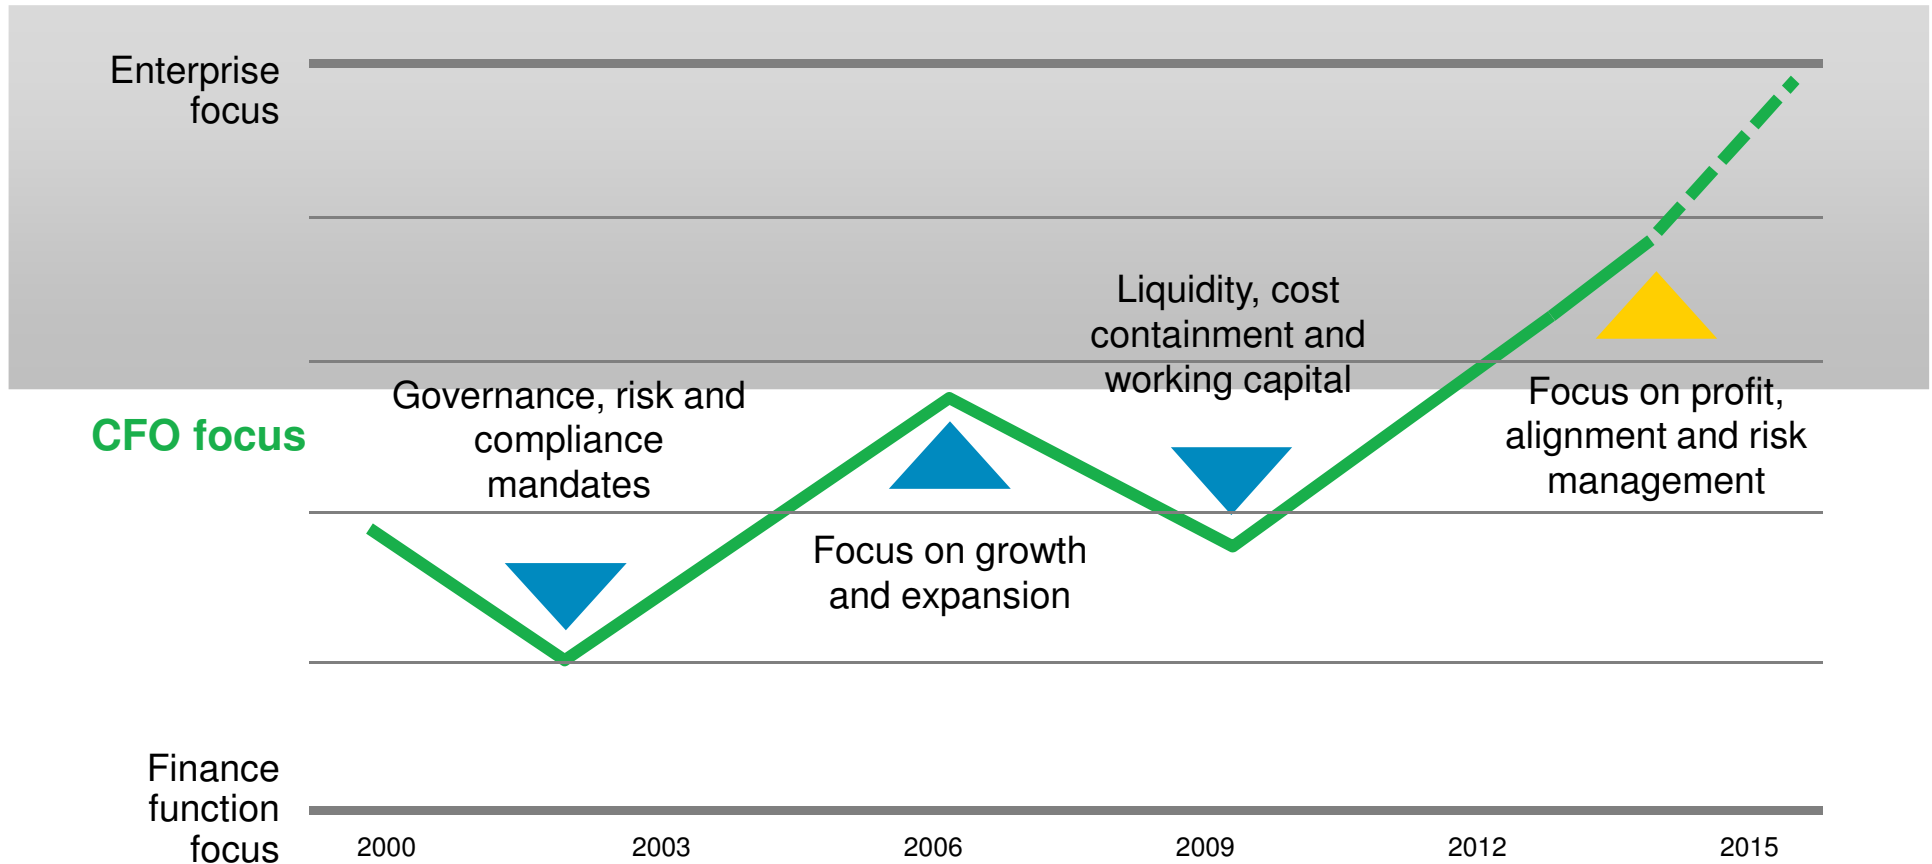 Enterprise
focus
Liquidity, cost
containment and
working capital
Governance, risk and
compliance
mandates
Focus on profit,
alignment and risk
management
CFO focus
Focus on growth
and expansion
Finance
function
focus
2000
2003
2006
2009
2012
2015